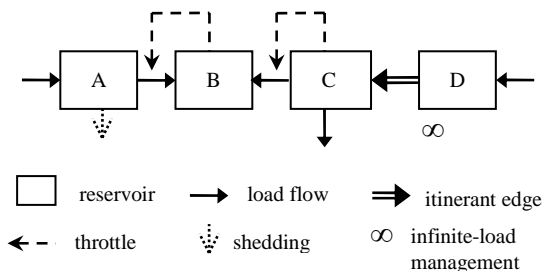 A B C D
∞
reservoir load flow itinerant edge
throttle shedding ∞ infinite-load
management